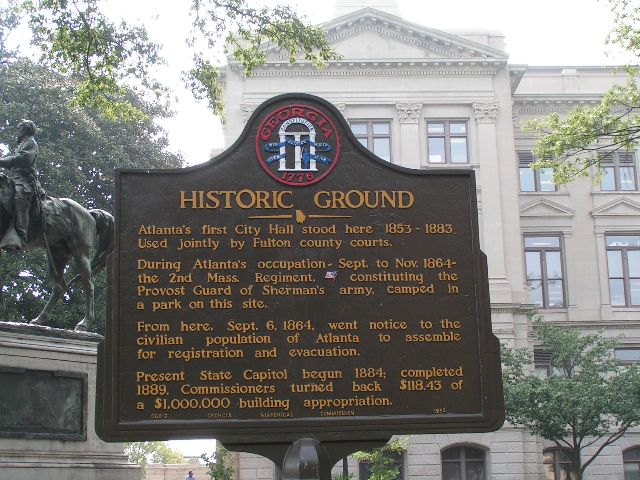 GEORGIA
CONSTITUTION
1776
HISTORIC GROUND
Atlanta's first City Hall stood here 1853-1883.
Used jointly by Fulton county courts.
During Atlanta's occupation - Sept. to Nov. 1864-
the 2nd Mass. Regiment, constituting the
Provost Guard of Sherman's army, camped in
a park on this site.
From here, Sept. 6, 1864, went notice to the
civilian population of Atlanta to assemble
for registration and evacuation.
Present State Capitol begun 1884; completed
1889. Commissioners turned back $118.43 of
a $1,000,000 building appropriation.
GEORGIA HISTORICAL COMMISSION